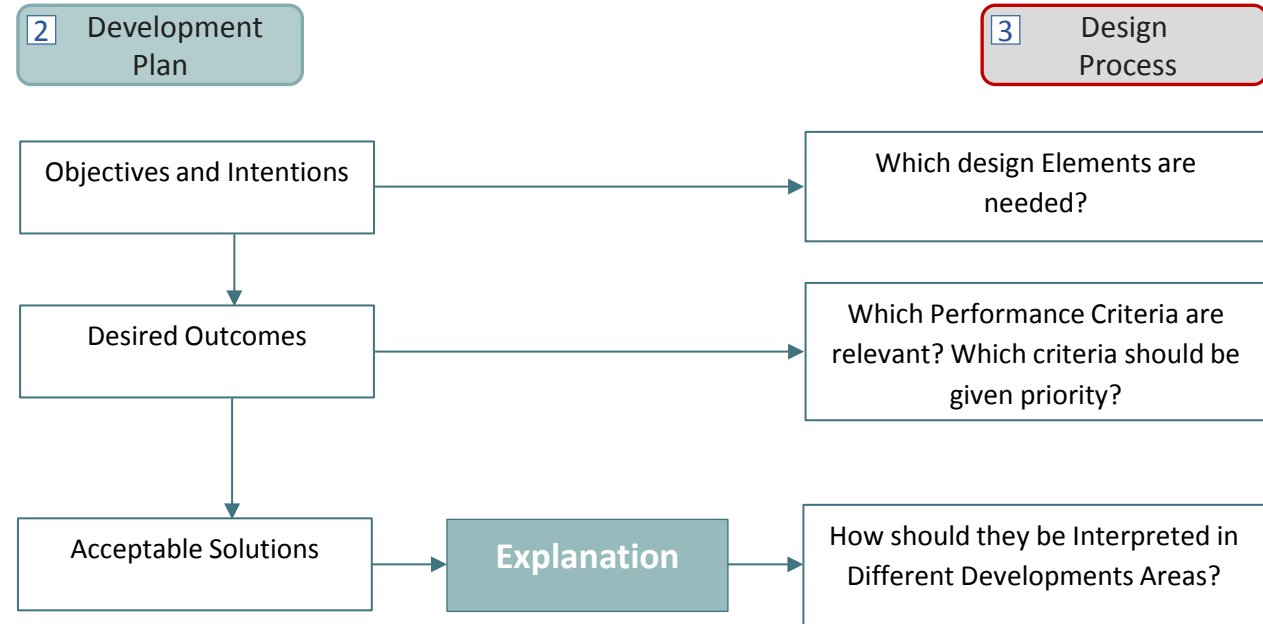 2 Development
Plan
3 Design
Process
Objectives and Intentions
Which design Elements are
needed?
Desired Outcomes
Which Performance Criteria are
relevant? Which criteria should be
given priority?
Acceptable Solutions
Explanation
How should they be Interpreted in
Different Developments Areas?